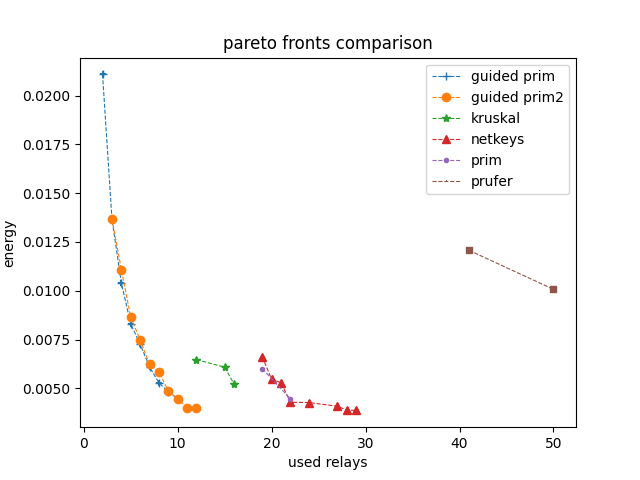 pareto fronts comparison
guided prim
guided prim2
kruskal
netkeys
prim
prufer
energy
0.0200
0.0175
0.0150
0.0125
0.0100
0.0075
0.0050
0 10 20 30 40 50
used relays